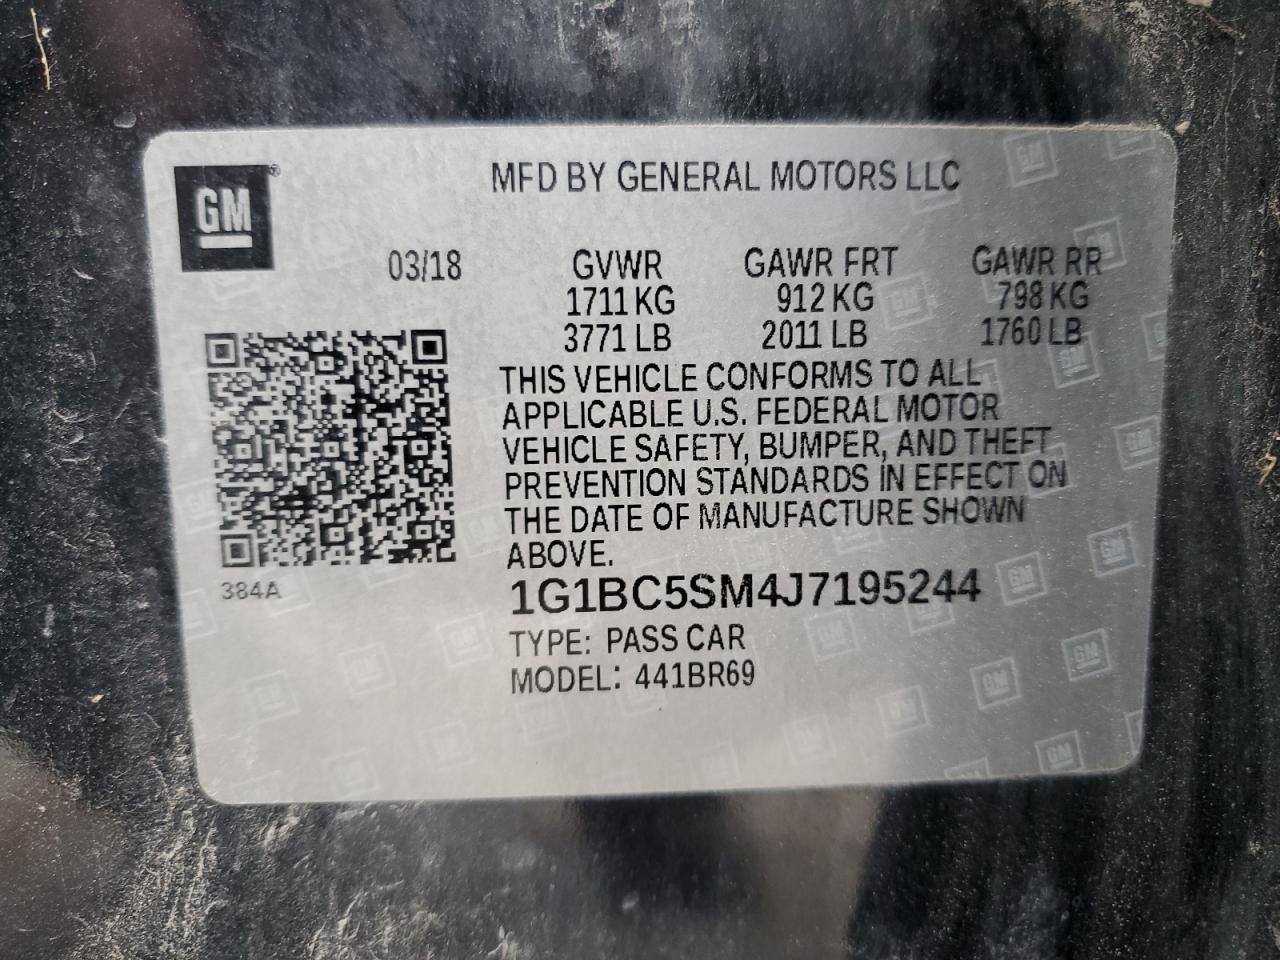 GM®
MFD BY GENERAL MOTORS LLC
03/18 GVWR GAWR FRT GAWR RR
1711 KG 912 KG 798 KG
3771 LB 2011 LB 1760 LB
THIS VEHICLE CONFORMS TO ALL
APPLICABLE U.S. FEDERAL MOTOR
VEHICLE SAFETY, BUMPER, AND THEFT
PREVENTION STANDARDS IN EFFECT ON
THE DATE OF MANUFACTURE SHOWN
ABOVE.
384A
1G1BC5SM4J7195244
TYPE: PASS CAR
MODEL: 441BR69